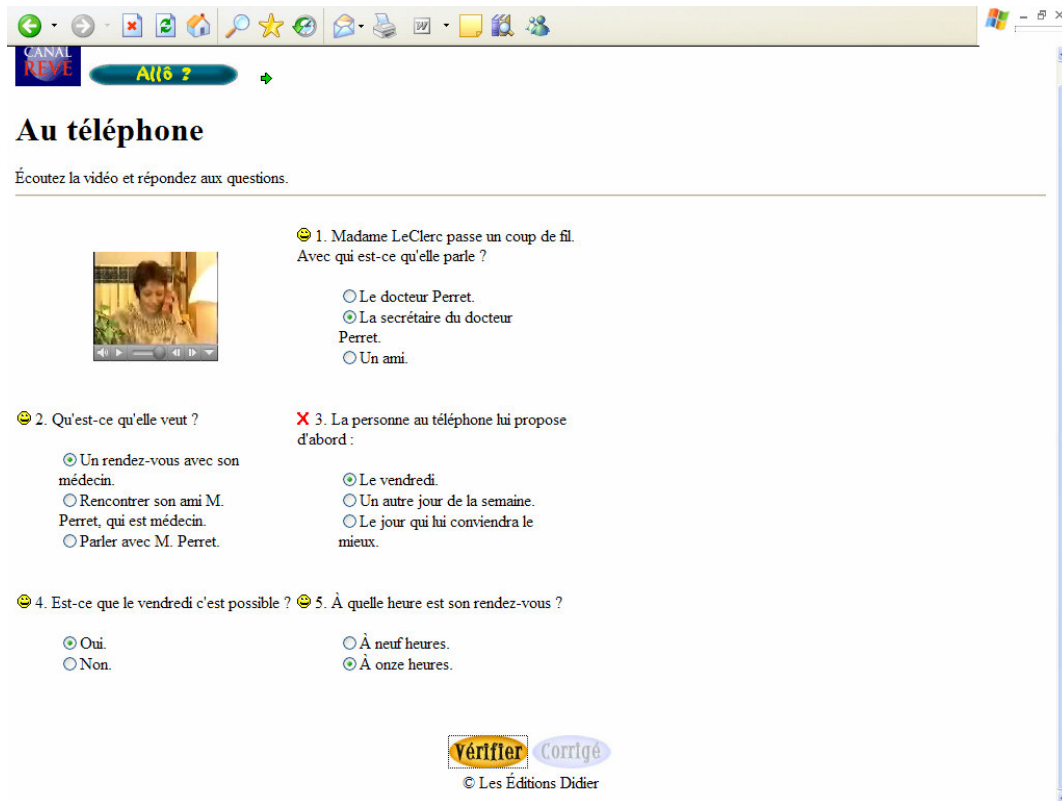 CANAL
REVE
Allô ?
Au téléphone
Écoutez la vidéo et répondez aux questions.
1. Madame LeClerc passe un coup de fil.
Avec qui est-ce qu'elle parle ?
Le docteur Perret.
La secrétaire du docteur
Perret.
Un ami.
2. Qu'est-ce qu'elle veut ?
Un rendez-vous avec son
médecin.
Rencontrer son ami M.
Perret, qui est médecin.
Parler avec M. Perret.
X 3. La personne au téléphone lui propose
d'abord :
Le vendredi.
Un autre jour de la semaine.
Le jour qui lui conviendra le
mieux.
4. Est-ce que le vendredi c'est possible ?
Oui.
Non.
5. À quelle heure est son rendez-vous ?
À neuf heures.
À onze heures.
Vérifier Corrigé
© Les Éditions Didier